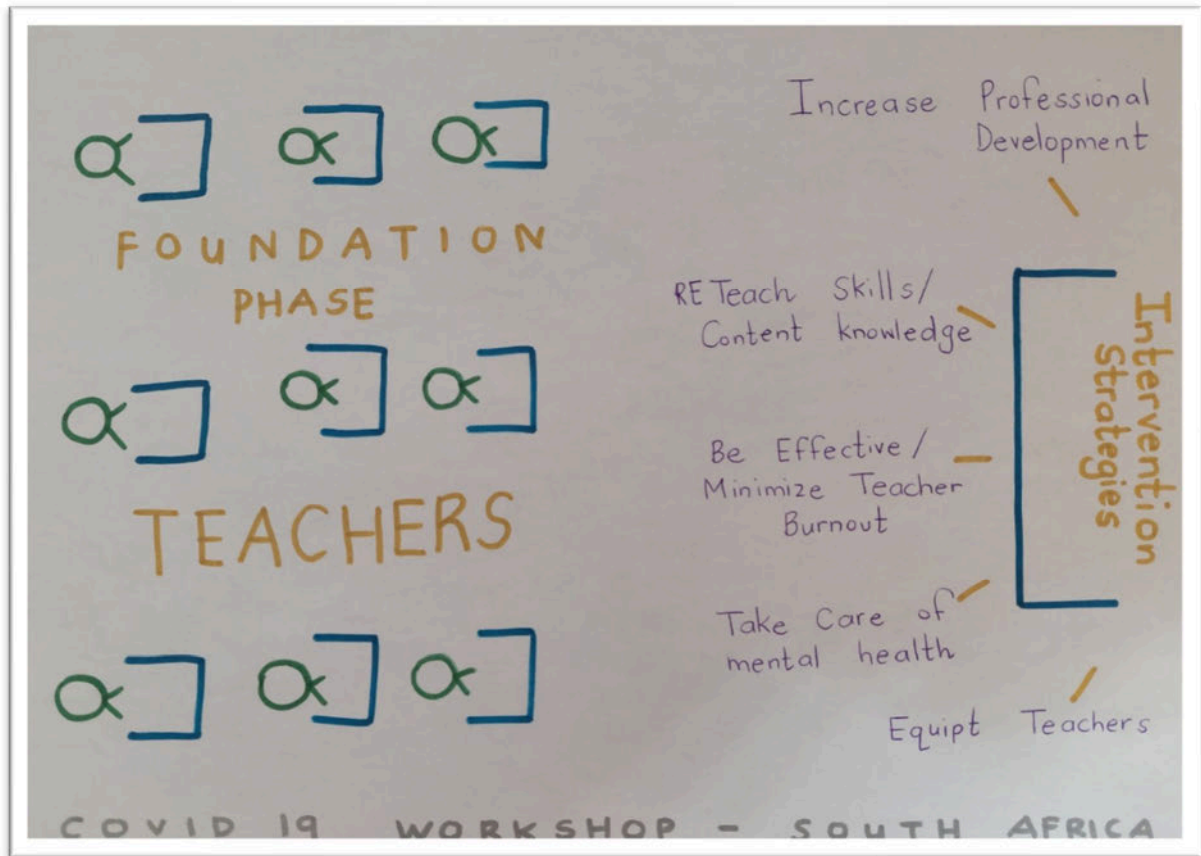 FOUNDATION
PHASE
TEACHERS
Increase Professional
Development
RE Teach Skills/
Content knowledge
Be Effective/
Minimize Teacher
Burnout
Take Care of
mental health
Equipt Teachers
Intervention
Strategies
COVID 19 WORKSHOP - SOUTH AFRICA